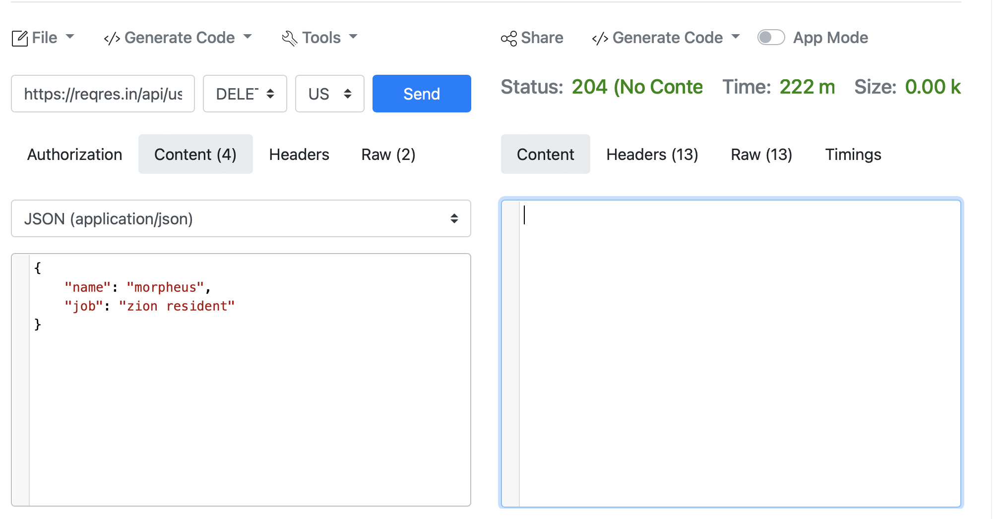 File
Generate Code
Tools
Share
</> Generate Code
App Mode
https://reqres.in/api/us
DELET
US
Send
Status: 204 (No Conte
Time: 222 m
Size: 0.00 k
Authorization
Content (4)
Headers
Raw (2)
Content
Headers (13)
Raw (13)
Timings
JSON (application/json)
{
"name": "morpheus",
"job": "zion resident"
}